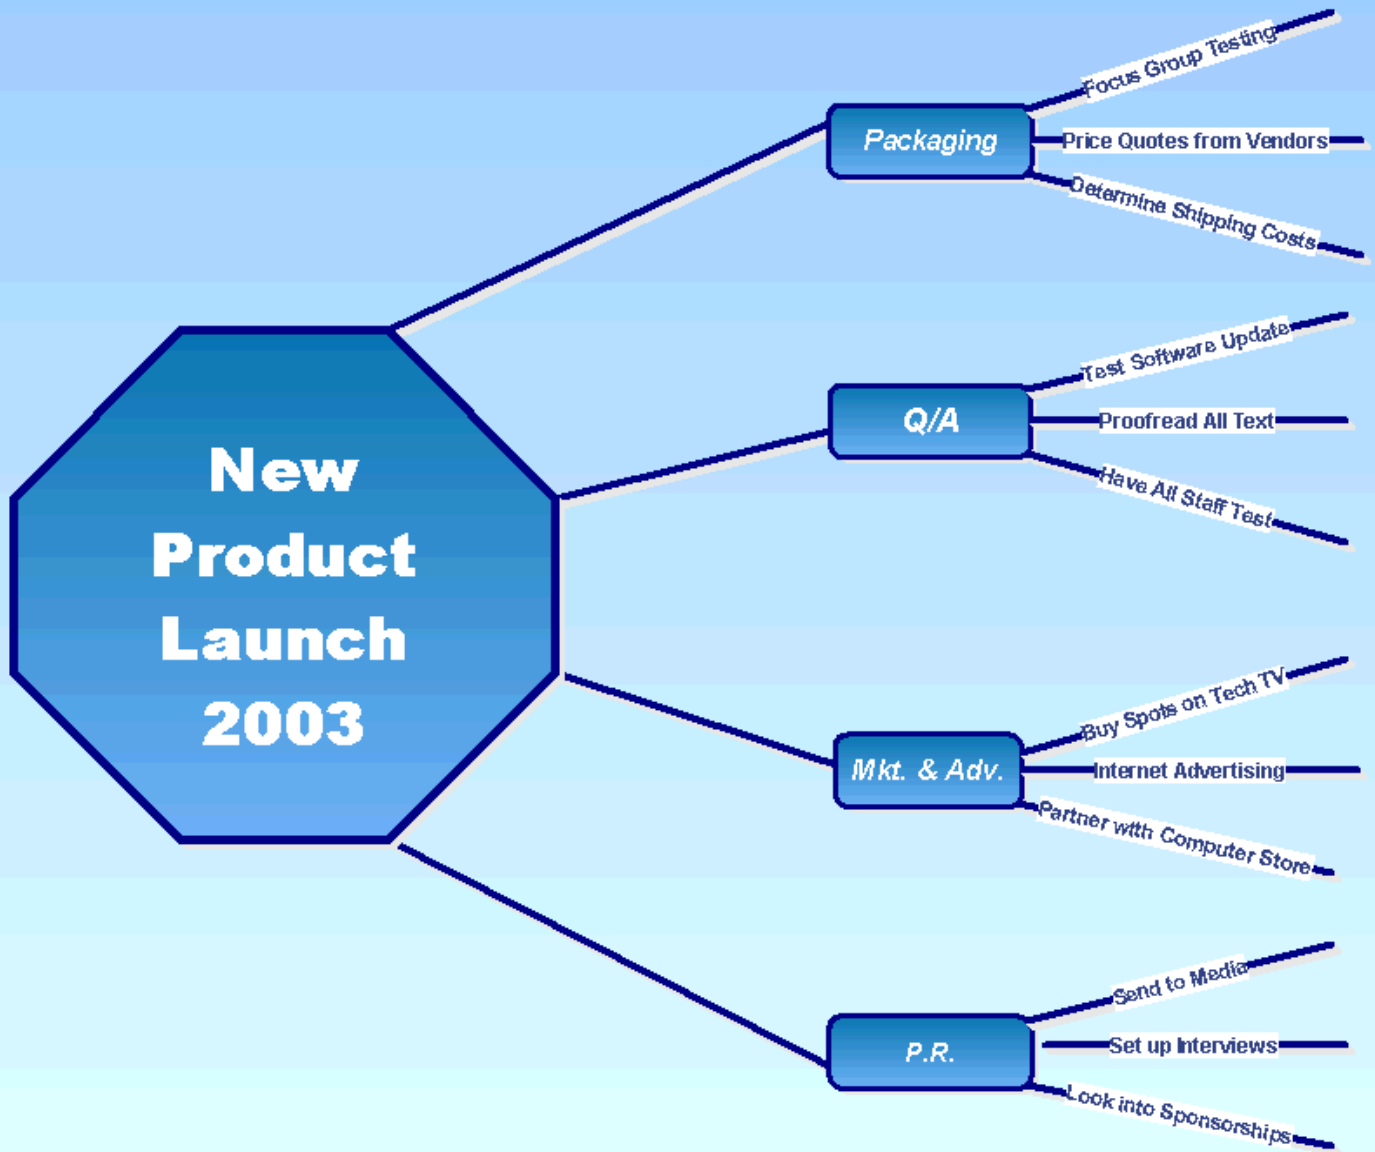 New
Product
Launch
2003
Packaging
Focus Group Testing
Price Quotes from Vendors
Determine Shipping Costs
Q/A
Test Software Update
Proofread All Text
Have All Staff Test
Mkt. & Adv.
Buy Spots on Tech TV
Internet Advertising
Partner with Computer Store
P.R.
Send to Media
Set up Interviews
Look into Sponsorships